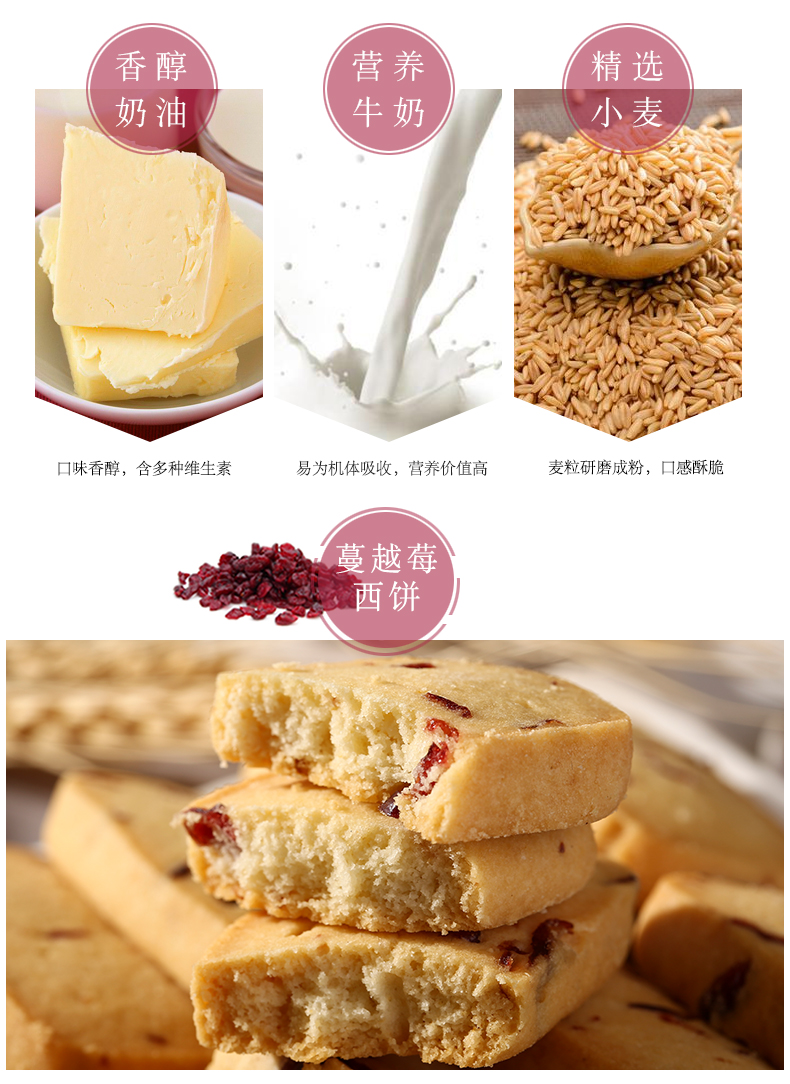 香醇
奶油
营养
牛奶
精选
小麦
口味香醇，含多种维生素
易为机体吸收，营养价值高
麦粒研磨成粉，口感酥脆
蔓越莓
西饼